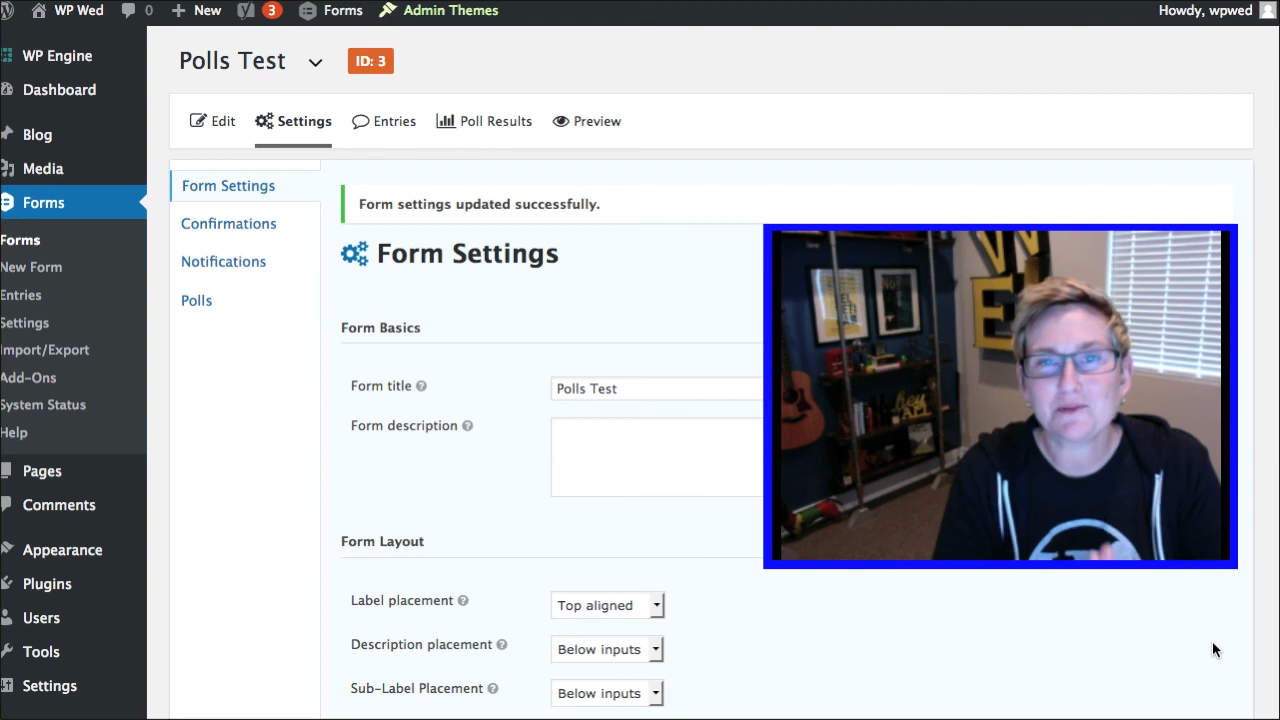 WP Wed 0 New 3 Forms Admin Themes Howdy, wpwed
WP Engine
Dashboard
Blog
Media
Forms
Forms
New Form
Entries
Settings
Import/Export
Add-Ons
System Status
Help
Pages
Comments
Appearance
Plugins
Users
Tools
Settings
Polls Test ID: 3
Edit Settings Entries Poll Results Preview
Form Settings
Confirmations
Notifications
Polls
Form settings updated successfully.
Form Settings
Form Basics
Form title Polls Test
Form description
Form Layout
Label placement Top aligned
Description placement Below inputs
Sub-Label Placement Below inputs